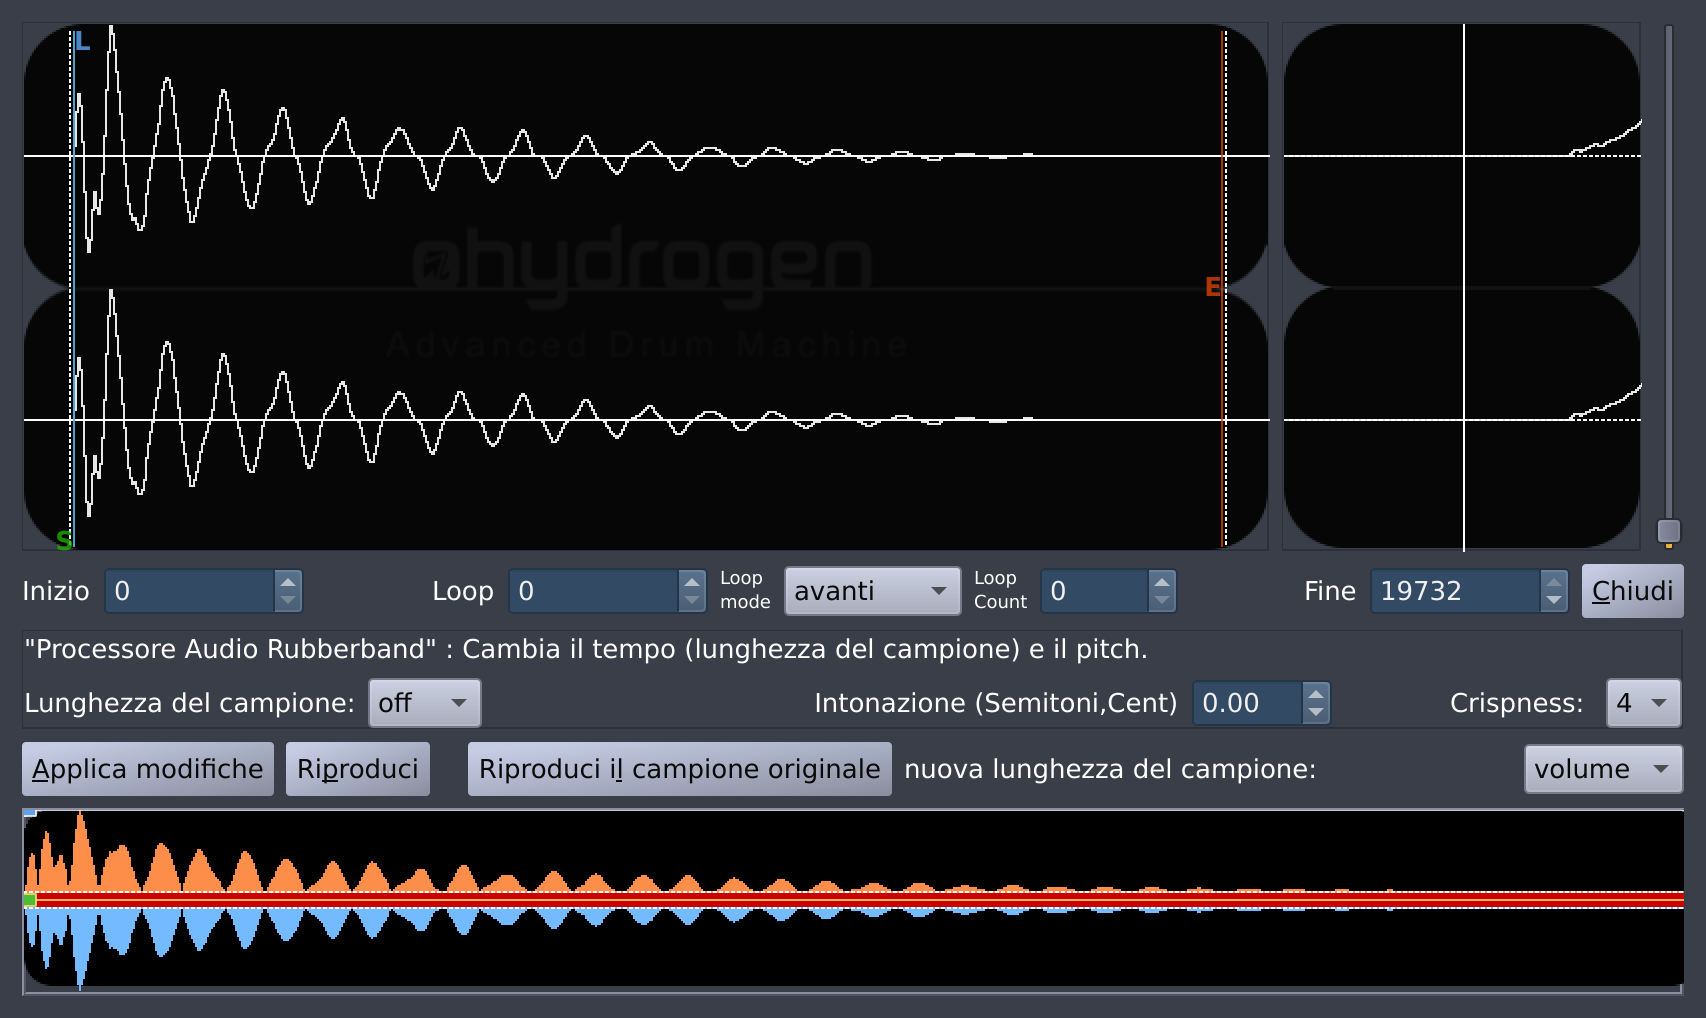 L
hydrogen
Advanced Drum Machine
E
S
Inizio 0 Loop 0 Loop mode avanti Loop Count 0 Fine 19732 Chiudi
"Processore Audio Rubberband" : Cambia il tempo (lunghezza del campione) e il pitch.
Lunghezza del campione: off Intonazione (Semitoni,Cent) 0.00 Crispness: 4
Applica modifiche Riproduci Riproduci il campione originale nuova lunghezza del campione: volume